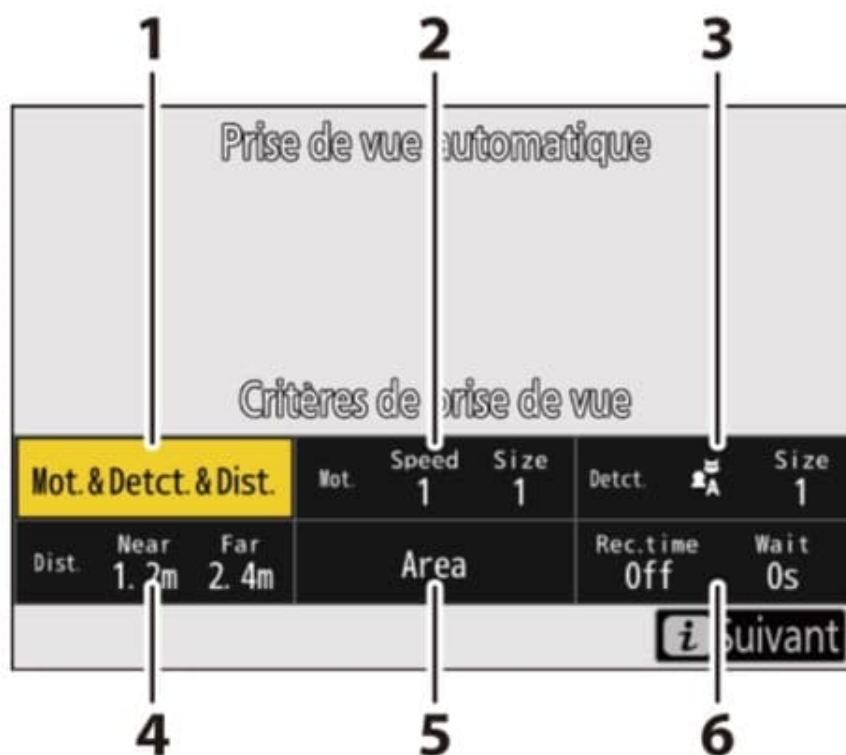 1 2 3
Prise de vue automatique
Critères de prise de vue
Mot.&Detct.&Dist. Mot. Speed 1 Size 1 Detct. A Size 1
Dist. Near 1.2m Far 2.4m Area Rec.time Off Wait 0s
i Suivant
4 5 6